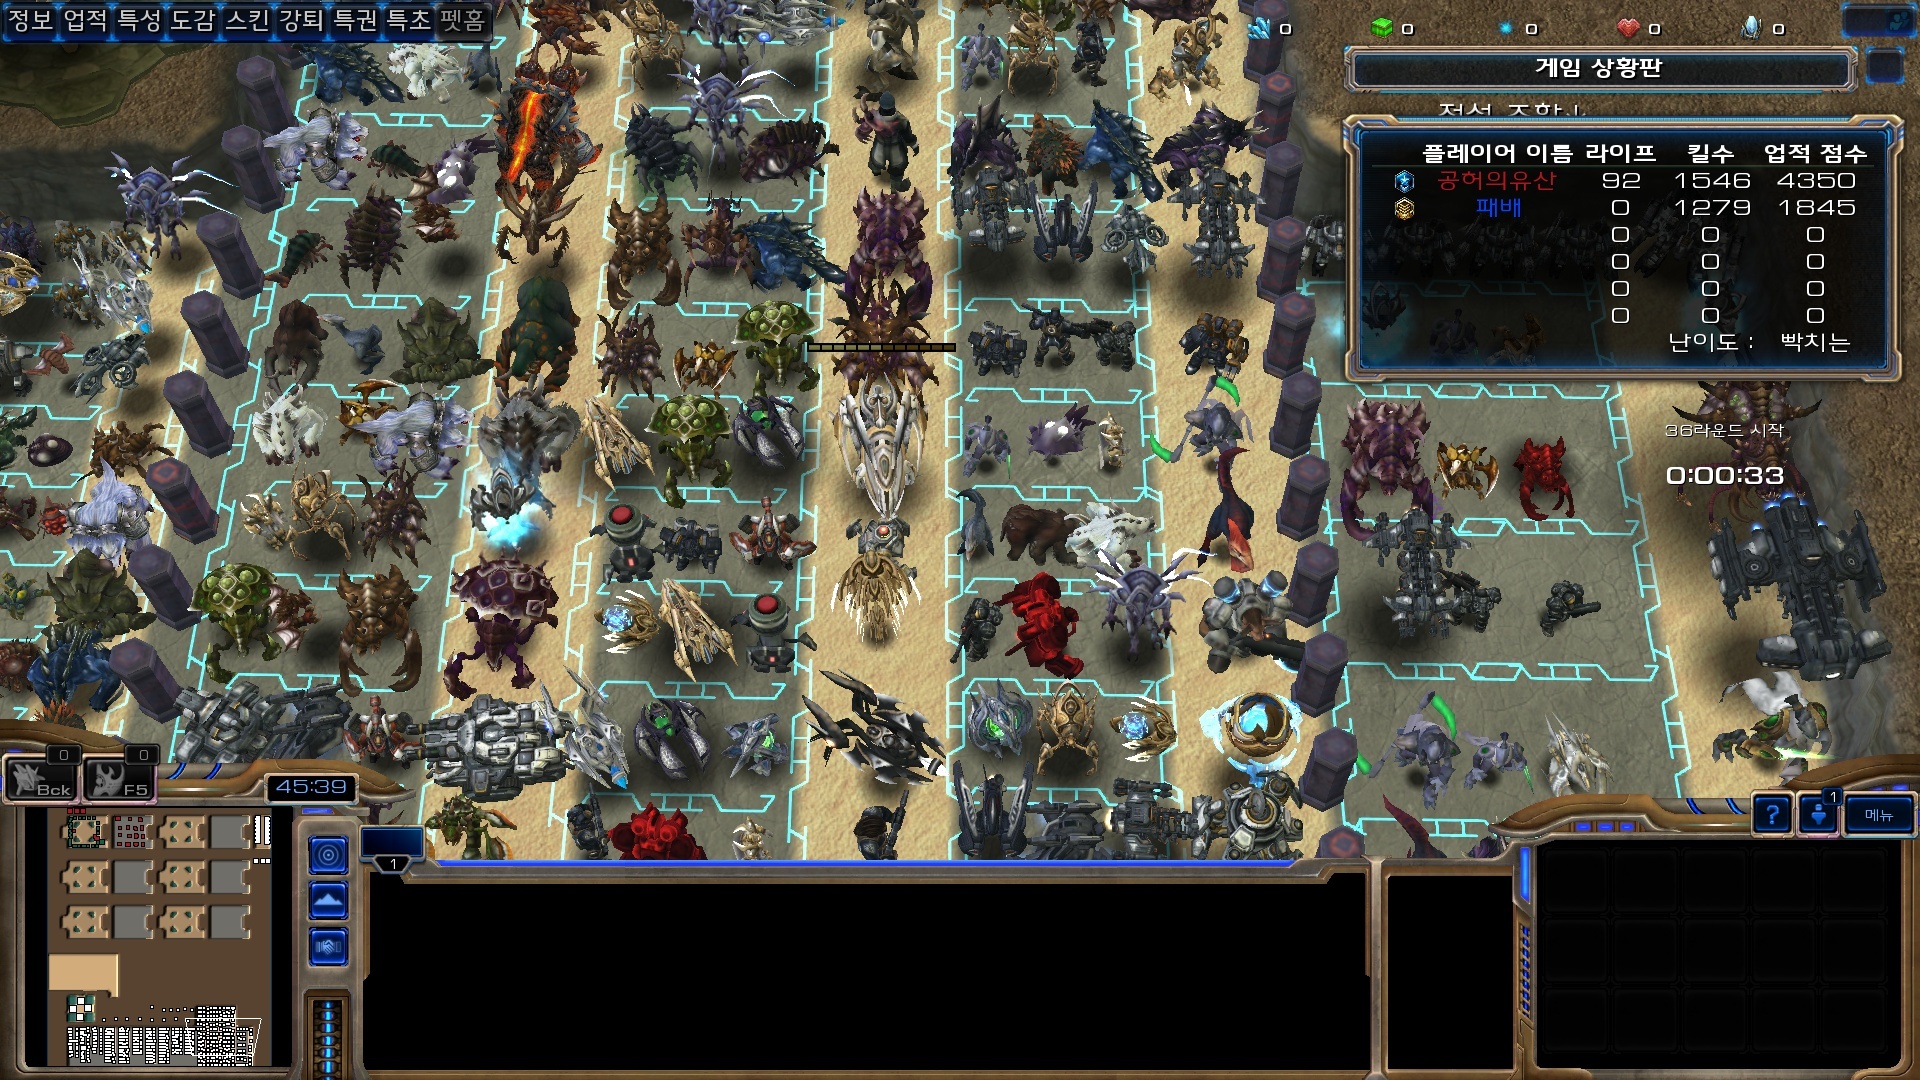 정보 업적 특성 도감 스킨 강퇴 특권 특초 펫홈
0 0 0 0 0
게임 상황판
플레이어 이름 라이프 킬수 업적 점수
공허의유산 92 1546 4350
패배 0 1279 1845
0 0 0
0 0 0
0 0 0
0 0 0
난이도 : 빡치는
36라운드 시작
0:00:33
0 0
Bck F5
45:39
1
? 1 메뉴